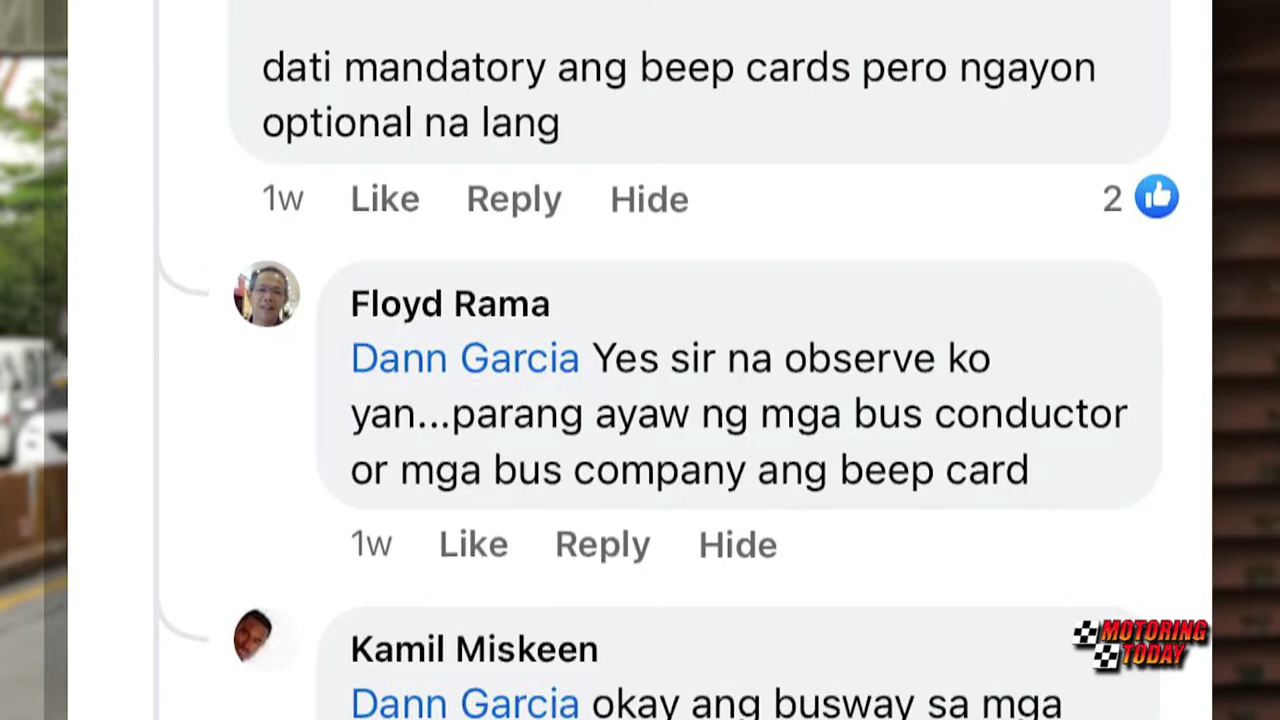 dati mandatory ang beep cards pero ngayon
optional na lang
1w Like Reply Hide 2
Floyd Rama
Dann Garcia Yes sir na observe ko
yan...parang ayaw ng mga bus conductor
or mga bus company ang beep card
1w Like Reply Hide
Kamil Miskeen
Dann Garcia okay ang busway sa mga
MOTORING
TODAY